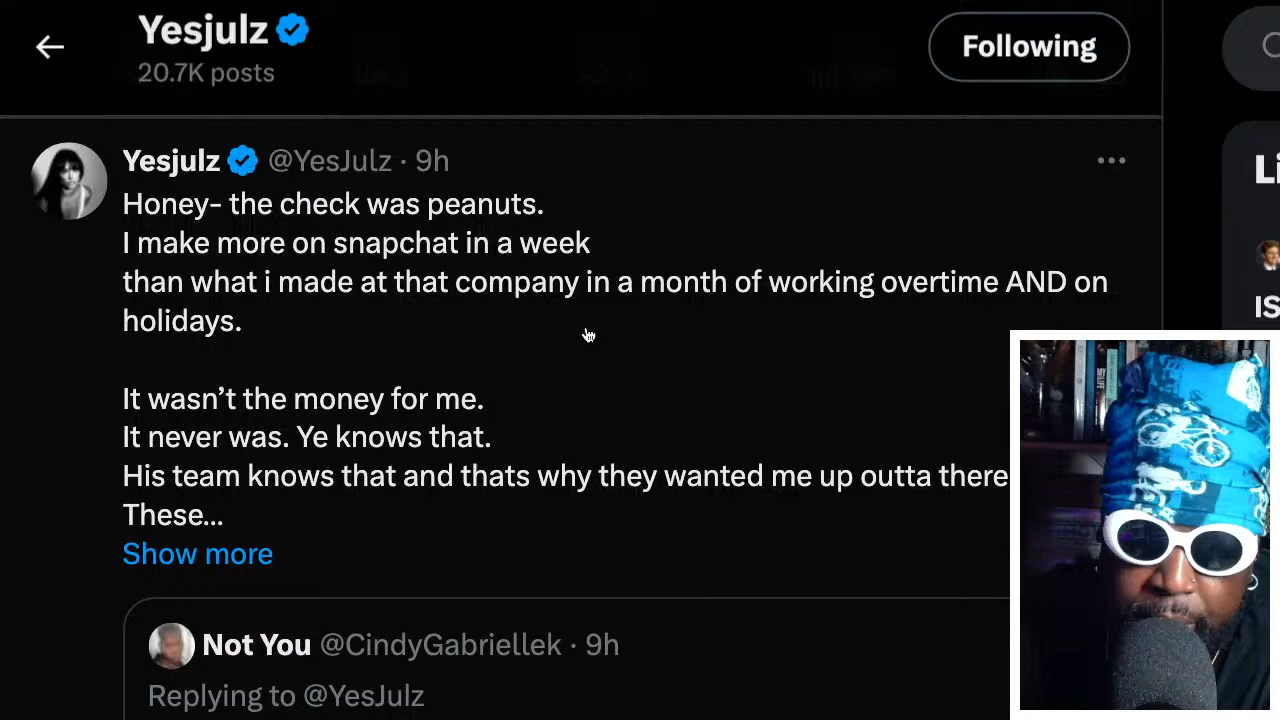 Yesjulz
20.7K posts
Following
Yesjulz @YesJulz · 9h
Honey- the check was peanuts.
I make more on snapchat in a week
than what i made at that company in a month of working overtime AND on
holidays.
It wasn’t the money for me.
It never was. Ye knows that.
His team knows that and thats why they wanted me up outta there
These...
Show more
Not You @CindyGabriellek · 9h
Replying to @YesJulz
Li
IS